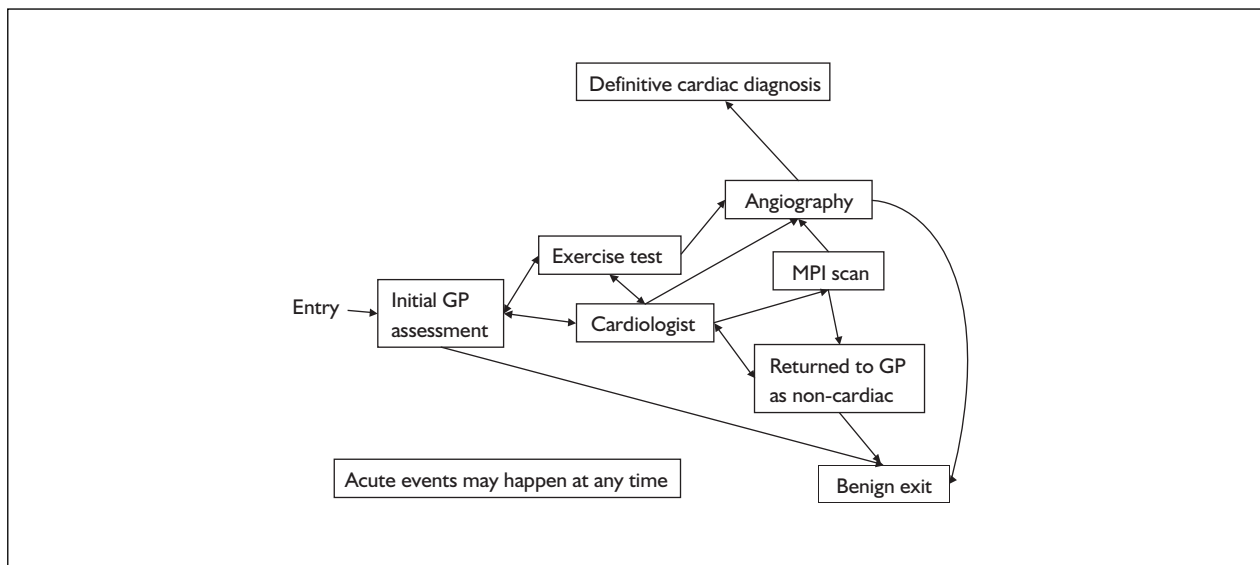 Definitive cardiac diagnosis
Angiography
Exercise test
MPI scan
Entry
Initial GP
assessment
Cardiologist
Returned to GP
as non-cardiac
Acute events may happen at any time
Benign exit